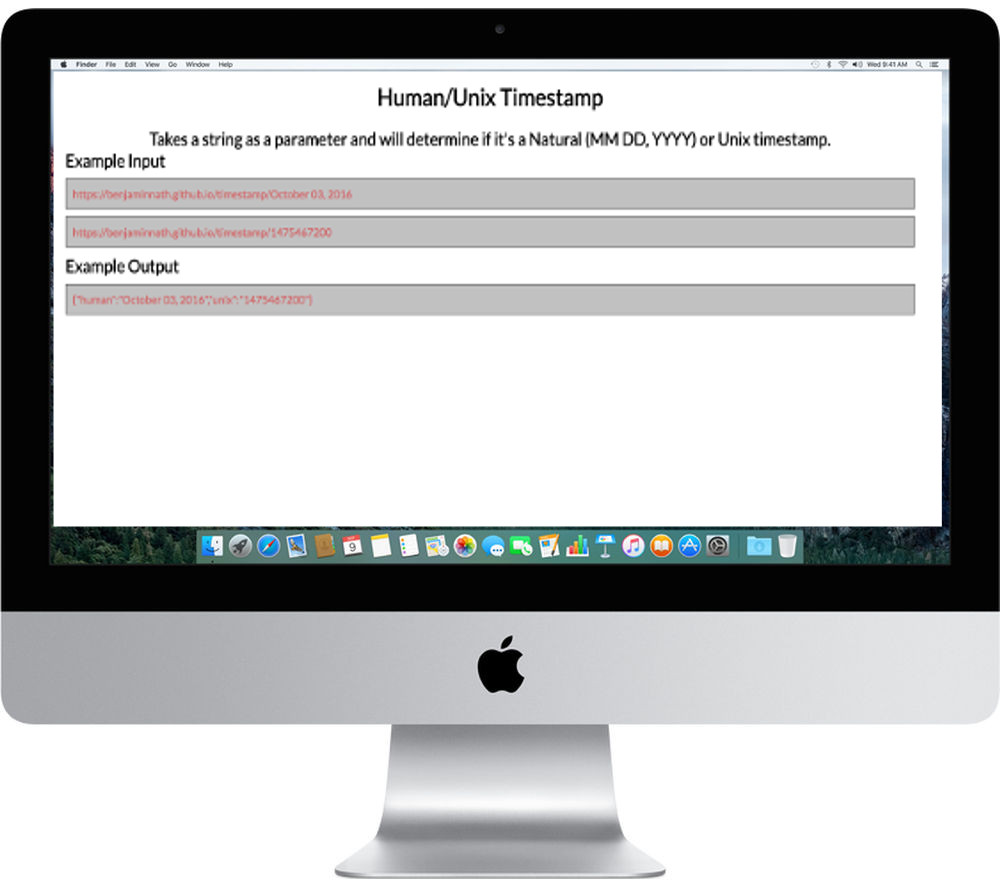 Finder File Edit View Go Window Help Wed 9:41 AM
Human/Unix Timestamp
Takes a string as a parameter and will determine if it's a Natural (MM DD, YYYY) or Unix timestamp.
Example Input
https://benjaminnath.github.io/timestamp/October 03, 2016
https://benjaminnath.github.io/timestamp/1475467200
Example Output
{"human":"October 03, 2016","unix":"1475467200"}
9